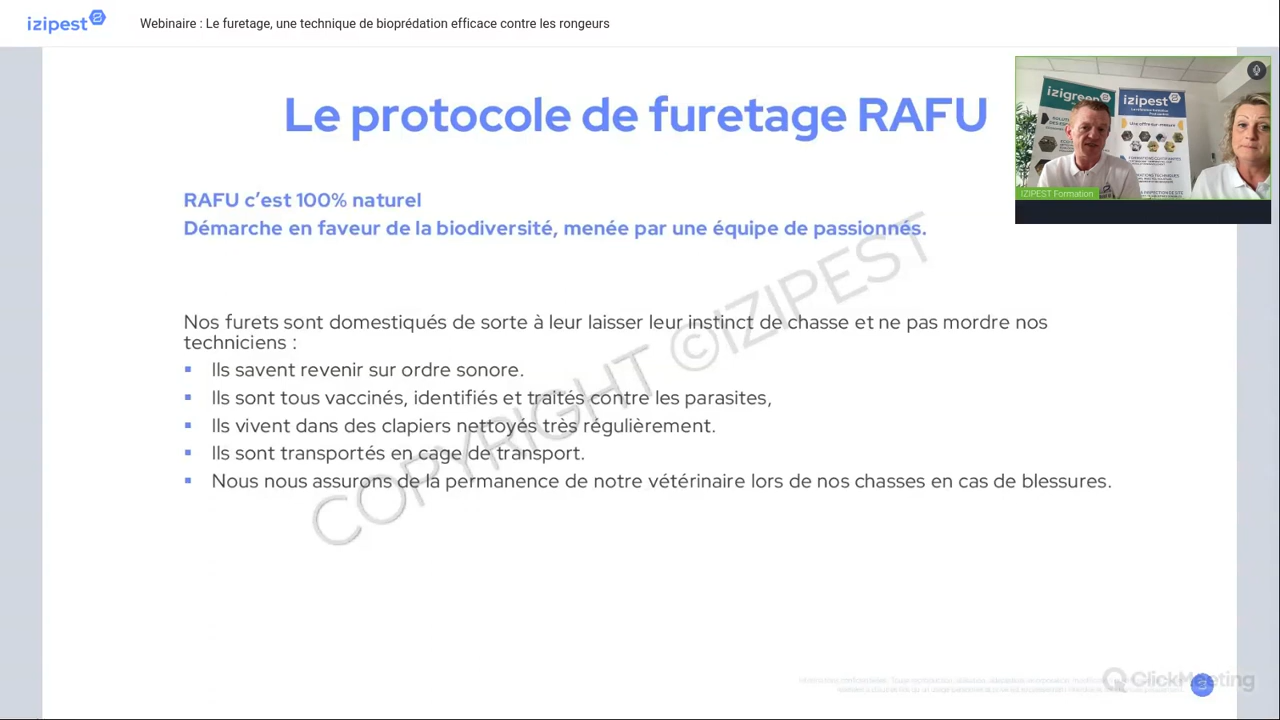 izipest
Webinaire : Le furetage, une technique de bioprédation efficace contre les rongeurs
Le protocole de furetage RAFU
izigreen
izipest
IZIPEST Formation
RAFU c’est 100% naturel
Démarche en faveur de la biodiversité, menée par une équipe de passionnés.
Nos furets sont domestiqués de sorte à leur laisser leur instinct de chasse et ne pas mordre nos
techniciens :
▪ Ils savent revenir sur ordre sonore.
▪ Ils sont tous vaccinés, identifiés et traités contre les parasites,
▪ Ils vivent dans des clapiers nettoyés très régulièrement.
▪ Ils sont transportés en cage de transport.
▪ Nous nous assurons de la permanence de notre vétérinaire lors de nos chasses en cas de blessures.
COPYRIGHT ©IZIPEST
ClickMeeting